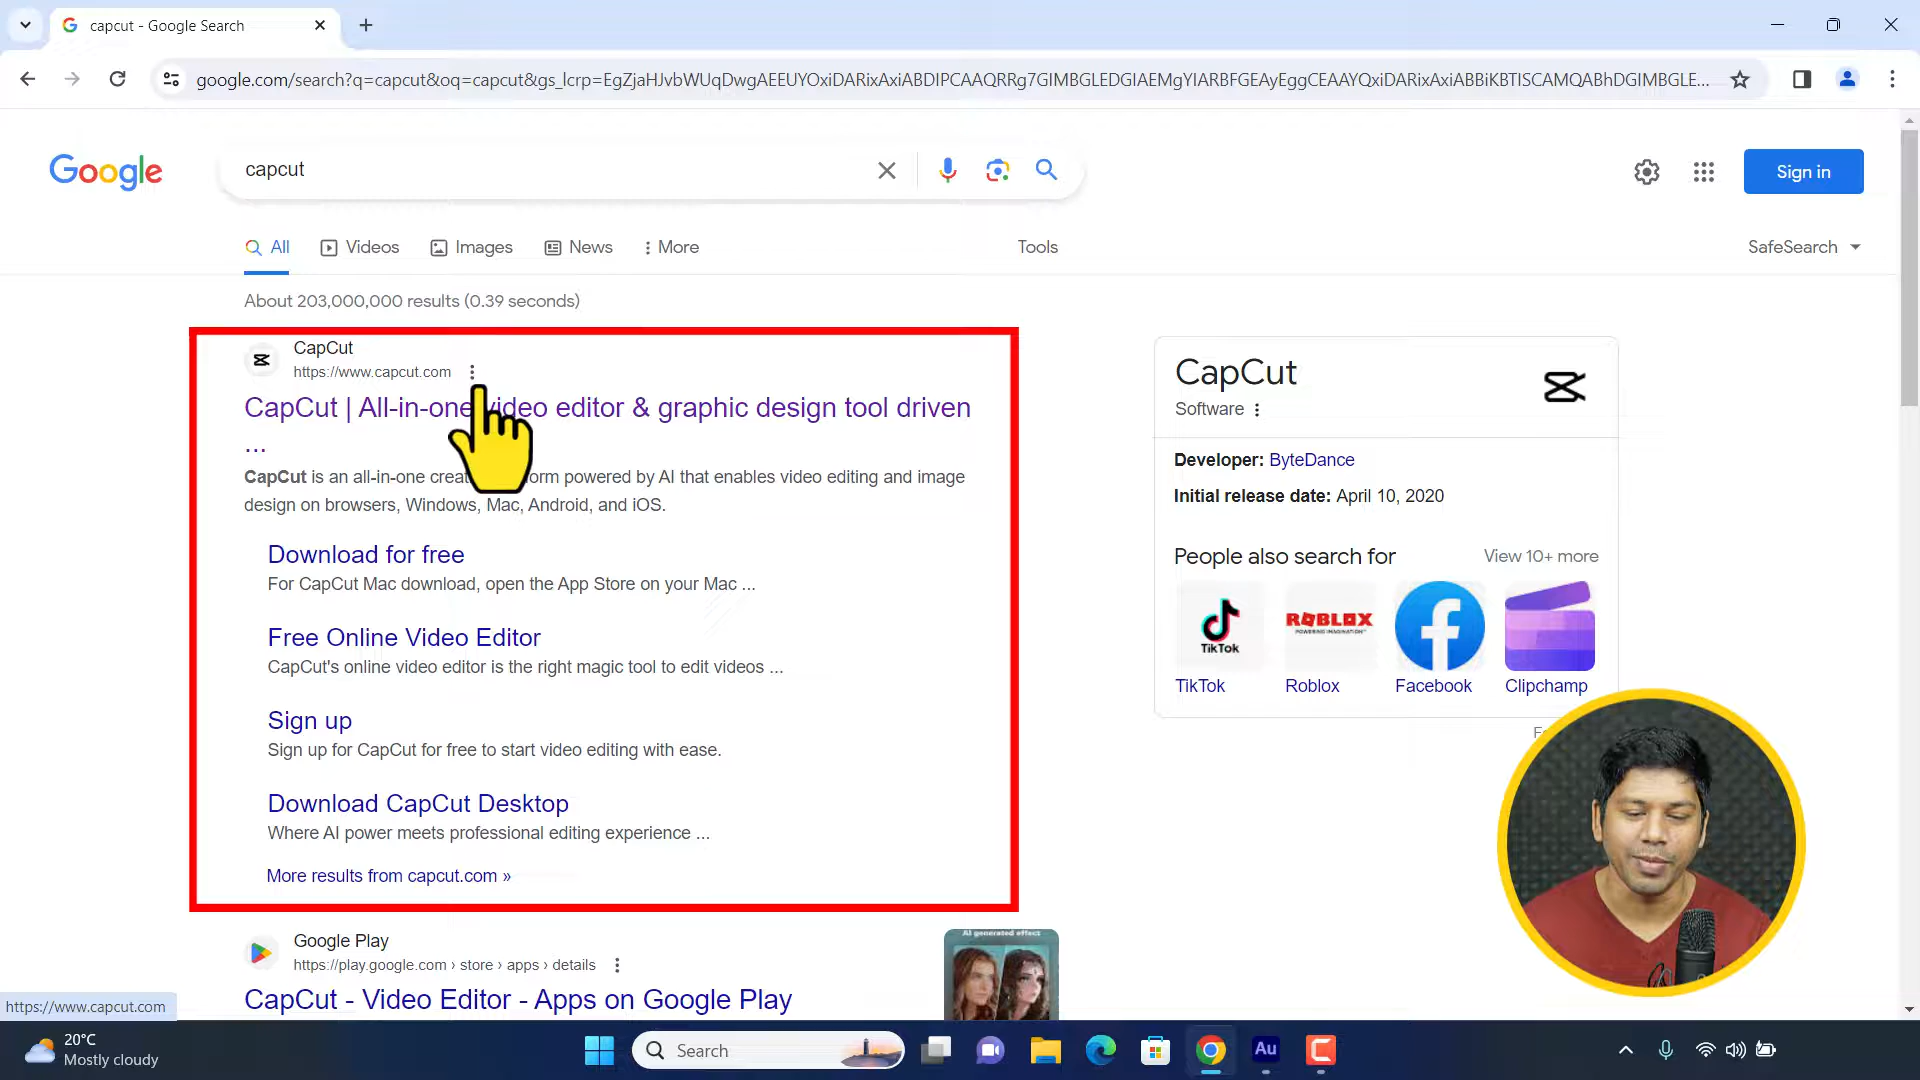 capcut - Google Search
google.com/search?q=capcut&oq=capcut&gs_lcrp=EgZjaHJvbWUqDwgAEEUYOxiDARixAxiABDIPCAAQRRg7GIMBGLEDGIAEMgYIARBFGEAyEggCEAAYQxiDARixAxiABBiKBTISCAMQABhDGIMBGLE...
Google
capcut
Sign in
All
Videos
Images
News
More
Tools
SafeSearch
About 203,000,000 results (0.39 seconds)
CapCut
https://www.capcut.com
CapCut | All-in-one video editor & graphic design tool driven
...
CapCut is an all-in-one orm powered by AI that enables video editing and image
design on browsers, Windows, Mac, Android, and iOS.
Download for free
For CapCut Mac download, open the App Store on your Mac ...
Free Online Video Editor
CapCut's online video editor is the right magic tool to edit videos ...
Sign up
Sign up for CapCut for free to start video editing with ease.
Download CapCut Desktop
Where AI power meets professional editing experience ...
More results from capcut.com »
Google Play
https://play.google.com › store › apps › details
CapCut - Video Editor - Apps on Google Play
AI generated effect
CapCut
Software
Developer: ByteDance
Initial release date: April 10, 2020
People also search for
View 10+ more
TikTok
ROBLOX
POWERING IMAGINATION
TikTok
Roblox
Facebook
Clipchamp
https://www.capcut.com
20°C
Mostly cloudy
Search
Au